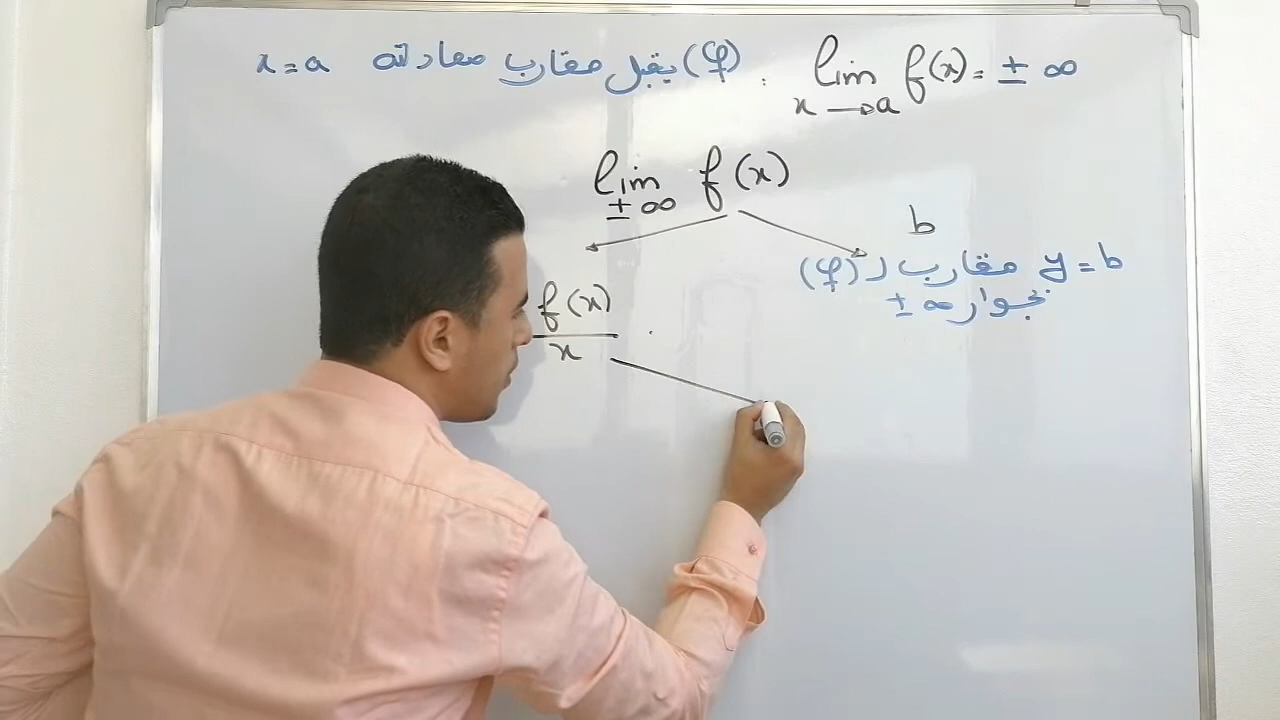 lim f(x) = ± ∞ . (φ) يقبل مقارب معادلته x = a
x → a
lim f(x)
± ∞
b
y = b مقارب لـ (φ)
بجوار ± ∞
f(x)
x